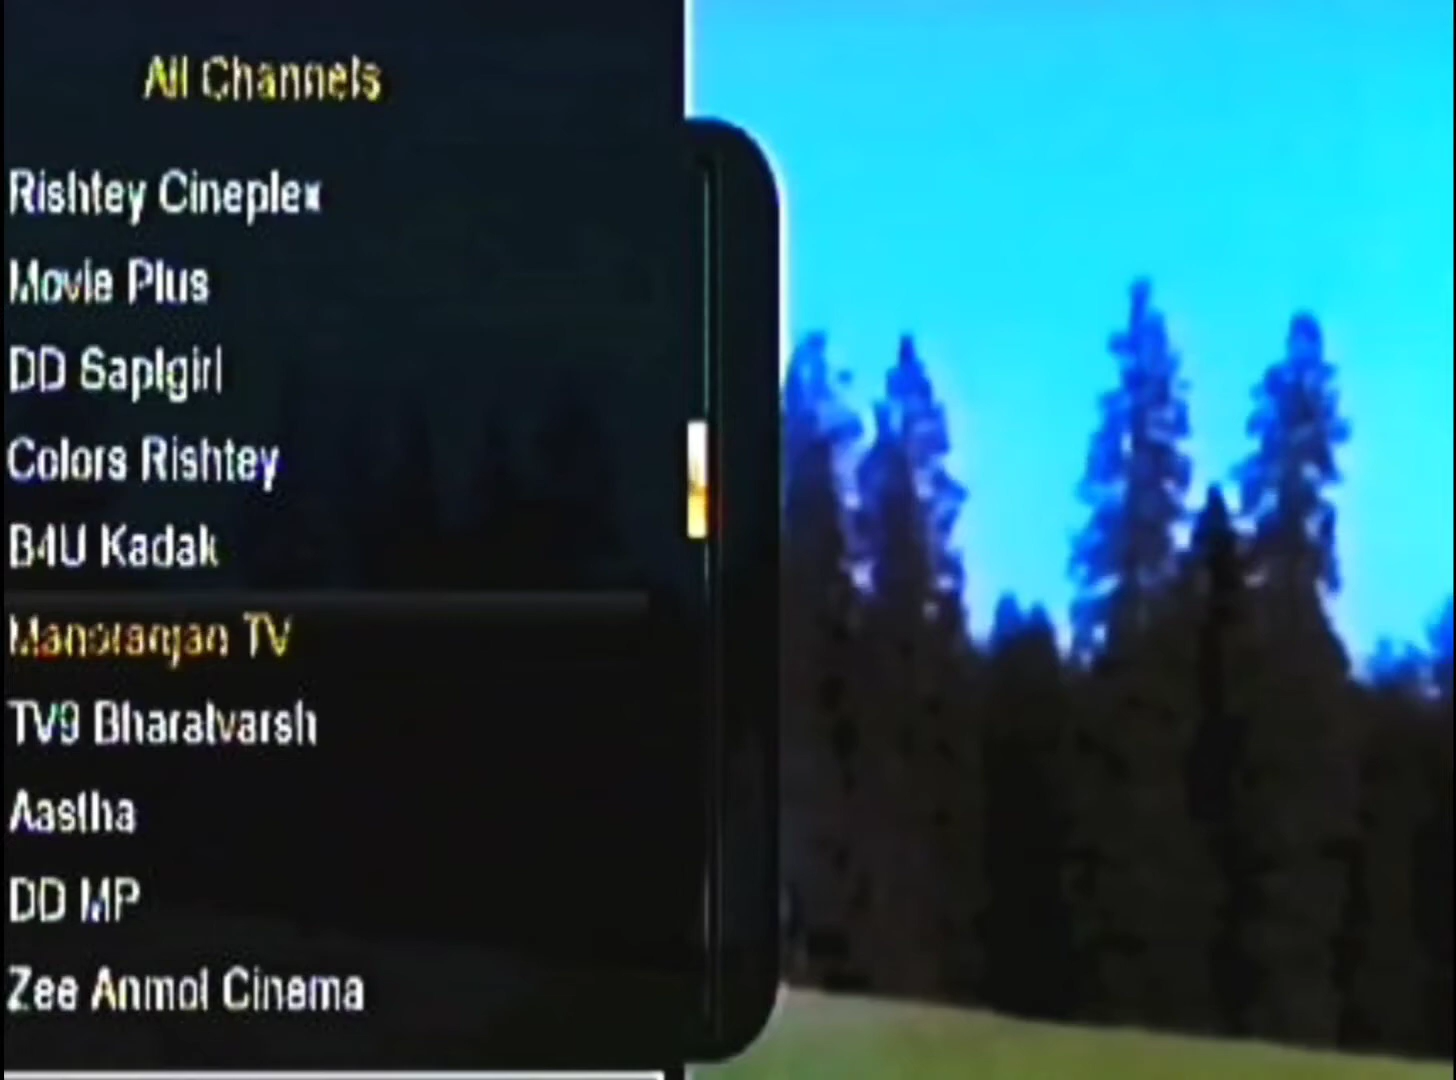 All Channels
Rishtey Cineplex
Movie Plus
DD Saptgiri
Colors Rishtey
B4U Kadak
Manoranjan TV
TV9 Bharatvarsh
Aastha
DD MP
Zee Anmol Cinema